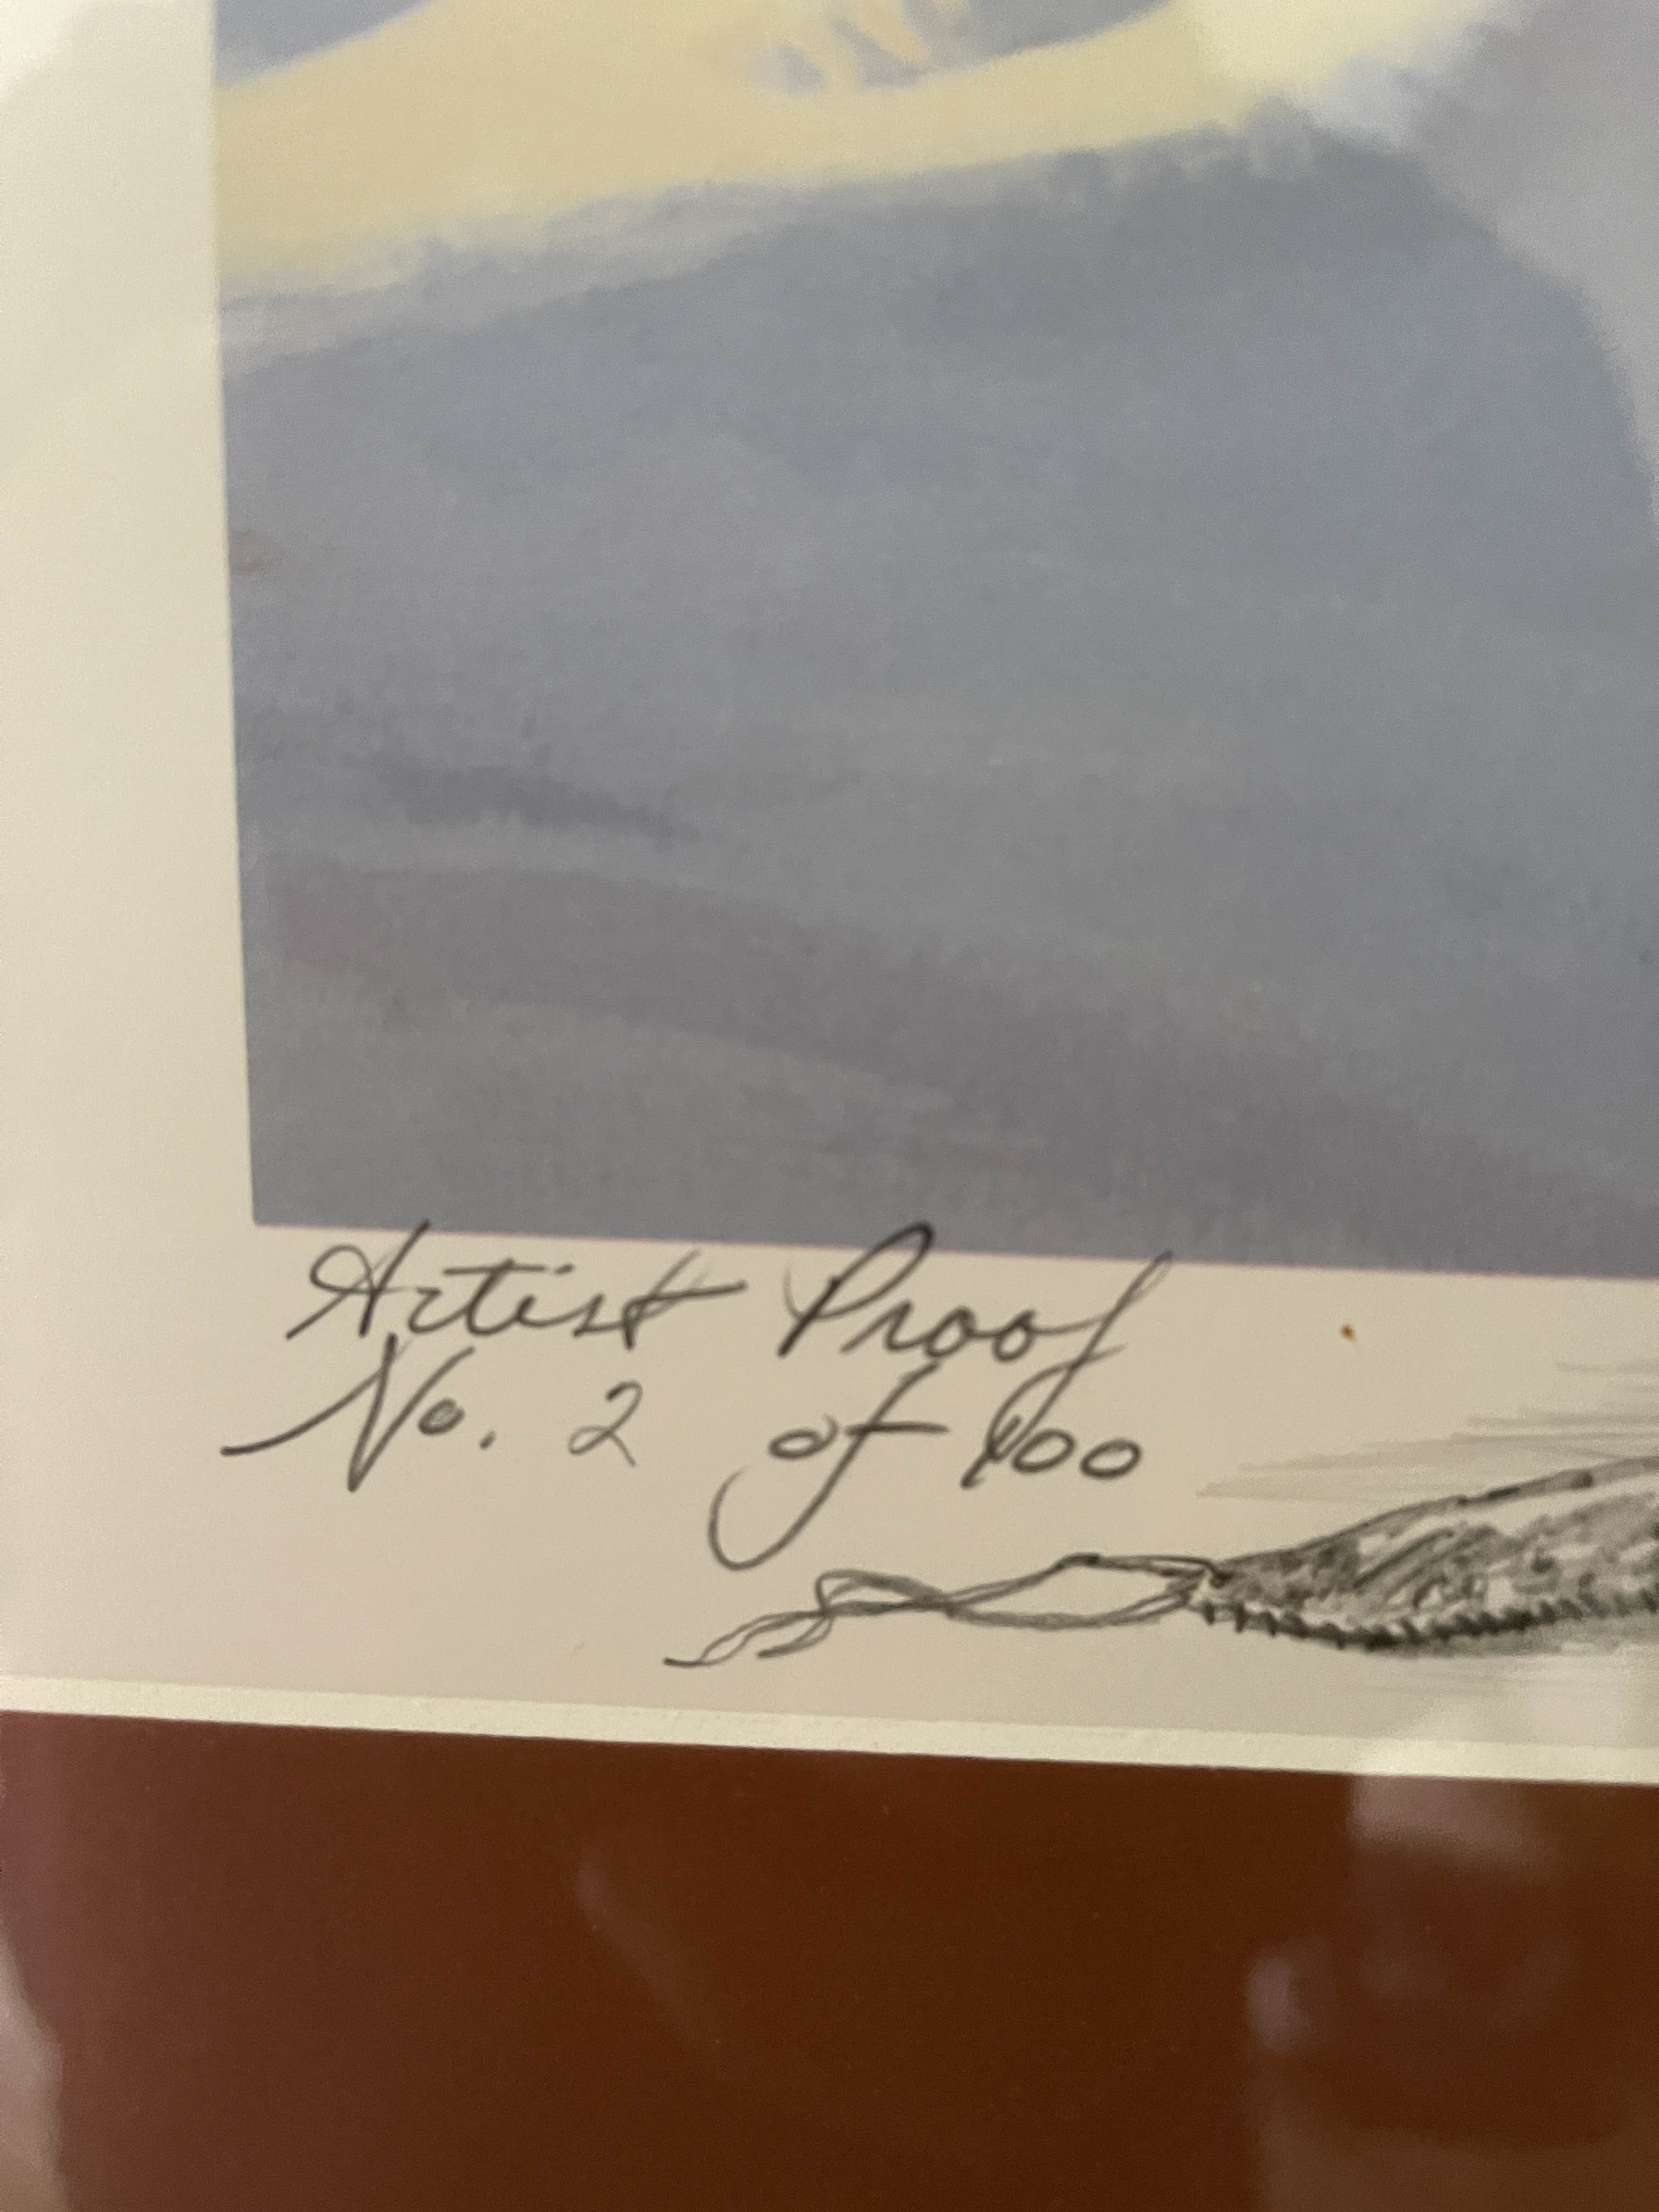 Artist Proof
No. 2 of 100